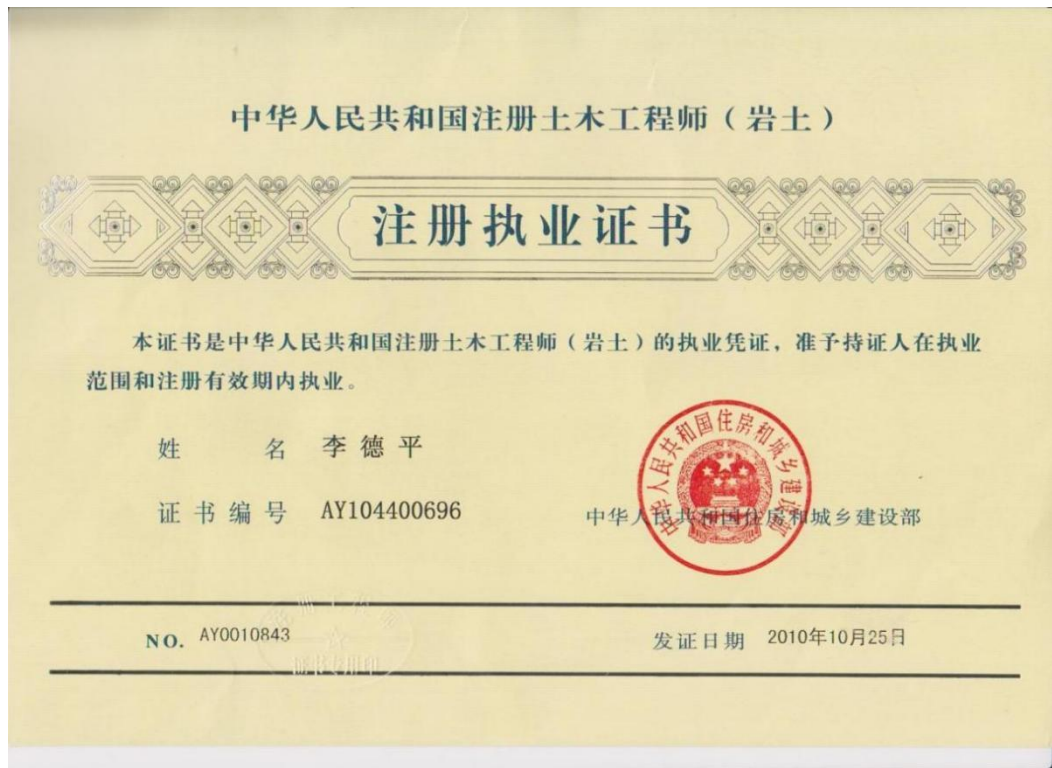 中华人民共和国注册土木工程师（岩土）
注册执业证书
本证书是中华人民共和国注册土木工程师（岩土）的执业凭证，准予持证人在执业
范围和注册有效期内执业。
姓 名 李德平
证书编号 AY104400696
中华人民共和国住房和城乡建设部
中华人民共和国住房和城乡建设部
NO. AY0010843
发证日期 2010年10月25日